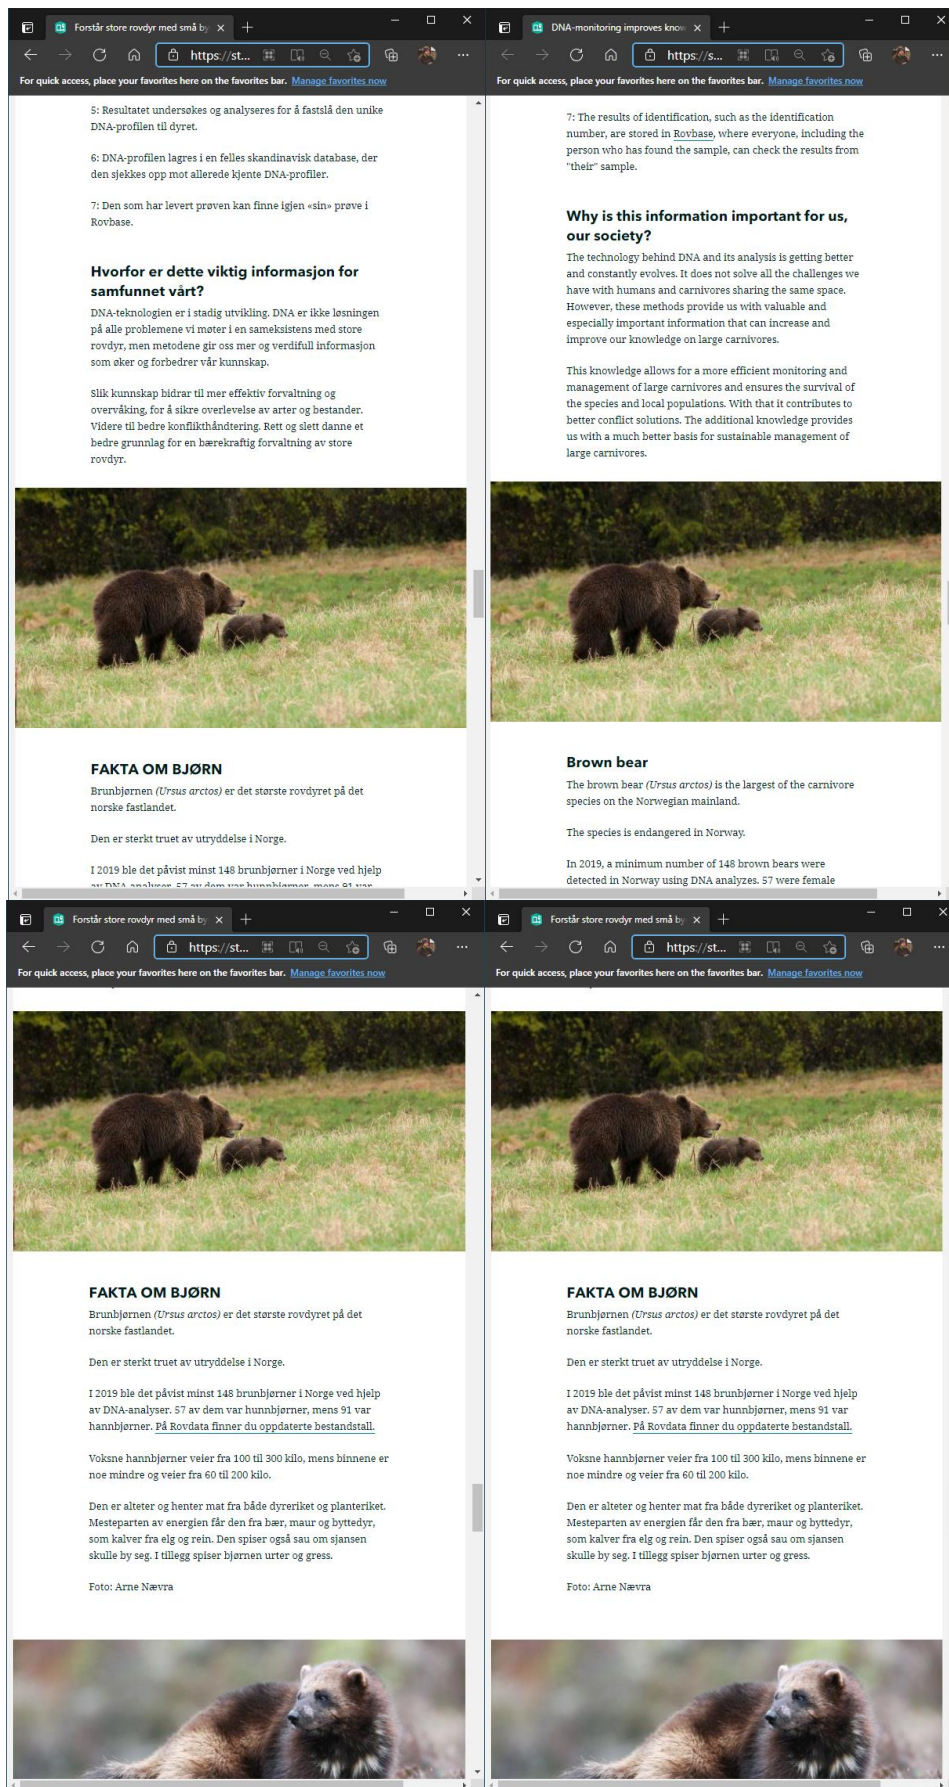 Forstår store rovdyr med små by
https://st...
For quick access, place your favorites here on the favorites bar. Manage favorites now
5: Resultatet undersøkes og analyseres for å fastslå den unike
DNA-profilen til dyret.
6: DNA-profilen lagres i en felles skandinavisk database, der
den sjekkes opp mot allerede kjente DNA-profiler.
7: Den som har levert prøven kan finne igjen «sin» prøve i
Rovbase.
Hvorfor er dette viktig informasjon for
samfunnet vårt?
DNA-teknologien er i stadig utvikling. DNA er ikke løsningen
på alle problemene vi møter i en sameksistens med store
rovdyr, men metodene gir oss mer og verdifull informasjon
som øker og forbedrer vår kunnskap.
Slik kunnskap bidrar til mer effektiv forvaltning og
overvåking, for å sikre overlevelse av arter og bestander.
Videre til bedre konflikthåndtering. Rett og slett danne et
bedre grunnlag for en bærekraftig forvaltning av store
rovdyr.
FAKTA OM BJØRN
Brunbjørnen (Ursus arctos) er det største rovdyret på det
norske fastlandet.
Den er sterkt truet av utryddelse i Norge.
I 2019 ble det påvist minst 148 brunbjørner i Norge ved hjelp
av DNA-analyser. 57 av dem var hunnbjørner, mens 91 var
DNA-monitoring improves know
https://s...
For quick access, place your favorites here on the favorites bar. Manage favorites now
7: The results of identification, such as the identification
number, are stored in Rovbase, where everyone, including the
person who has found the sample, can check the results from
"their" sample.
Why is this information important for us,
our society?
The technology behind DNA and its analysis is getting better
and constantly evolves. It does not solve all the challenges we
have with humans and carnivores sharing the same space.
However, these methods provide us with valuable and
especially important information that can increase and
improve our knowledge on large carnivores.
This knowledge allows for a more efficient monitoring and
management of large carnivores and ensures the survival of
the species and local populations. With that it contributes to
better conflict solutions. The additional knowledge provides
us with a much better basis for sustainable management of
large carnivores.
Brown bear
The brown bear (Ursus arctos) is the largest of the carnivore
species on the Norwegian mainland.
The species is endangered in Norway.
In 2019, a minimum number of 148 brown bears were
detected in Norway using DNA analyzes. 57 were female
Forstår store rovdyr med små by
https://st...
For quick access, place your favorites here on the favorites bar. Manage favorites now
FAKTA OM BJØRN
Brunbjørnen (Ursus arctos) er det største rovdyret på det
norske fastlandet.
Den er sterkt truet av utryddelse i Norge.
I 2019 ble det påvist minst 148 brunbjørner i Norge ved hjelp
av DNA-analyser. 57 av dem var hunnbjørner, mens 91 var
hannbjørner. På Rovdata finner du oppdaterte bestandstall.
Voksne hannbjørner veier fra 100 til 300 kilo, mens binnene er
noe mindre og veier fra 60 til 200 kilo.
Den er alteter og henter mat fra både dyreriket og planteriket.
Mesteparten av energien får den fra bær, maur og byttedyr,
som kalver fra elg og rein. Den spiser også sau om sjansen
skulle by seg. I tillegg spiser bjørnen urter og gress.
Foto: Arne Nævra
Forstår store rovdyr med små by
https://st...
For quick access, place your favorites here on the favorites bar. Manage favorites now
FAKTA OM BJØRN
Brunbjørnen (Ursus arctos) er det største rovdyret på det
norske fastlandet.
Den er sterkt truet av utryddelse i Norge.
I 2019 ble det påvist minst 148 brunbjørner i Norge ved hjelp
av DNA-analyser. 57 av dem var hunnbjørner, mens 91 var
hannbjørner. På Rovdata finner du oppdaterte bestandstall.
Voksne hannbjørner veier fra 100 til 300 kilo, mens binnene er
noe mindre og veier fra 60 til 200 kilo.
Den er alteter og henter mat fra både dyreriket og planteriket.
Mesteparten av energien får den fra bær, maur og byttedyr,
som kalver fra elg og rein. Den spiser også sau om sjansen
skulle by seg. I tillegg spiser bjørnen urter og gress.
Foto: Arne Nævra